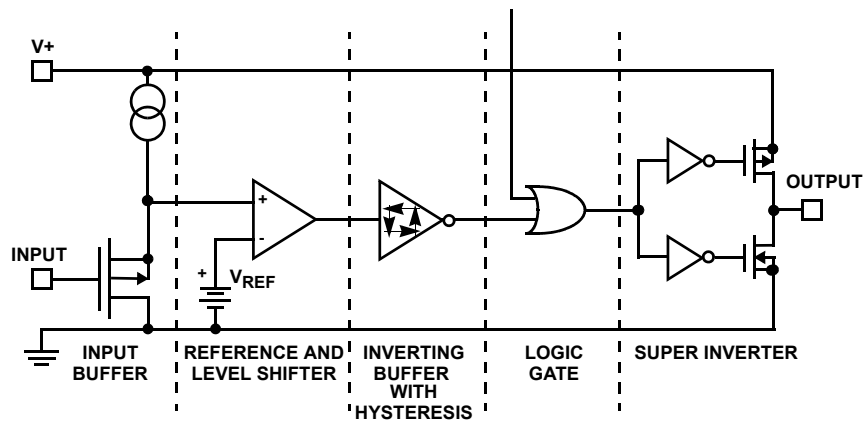 V+
OUTPUT
+
-
INPUT
+
VREF
INPUT
BUFFER
REFERENCE AND
LEVEL SHIFTER
INVERTING
BUFFER
WITH
HYSTERESIS
LOGIC
GATE
SUPER INVERTER